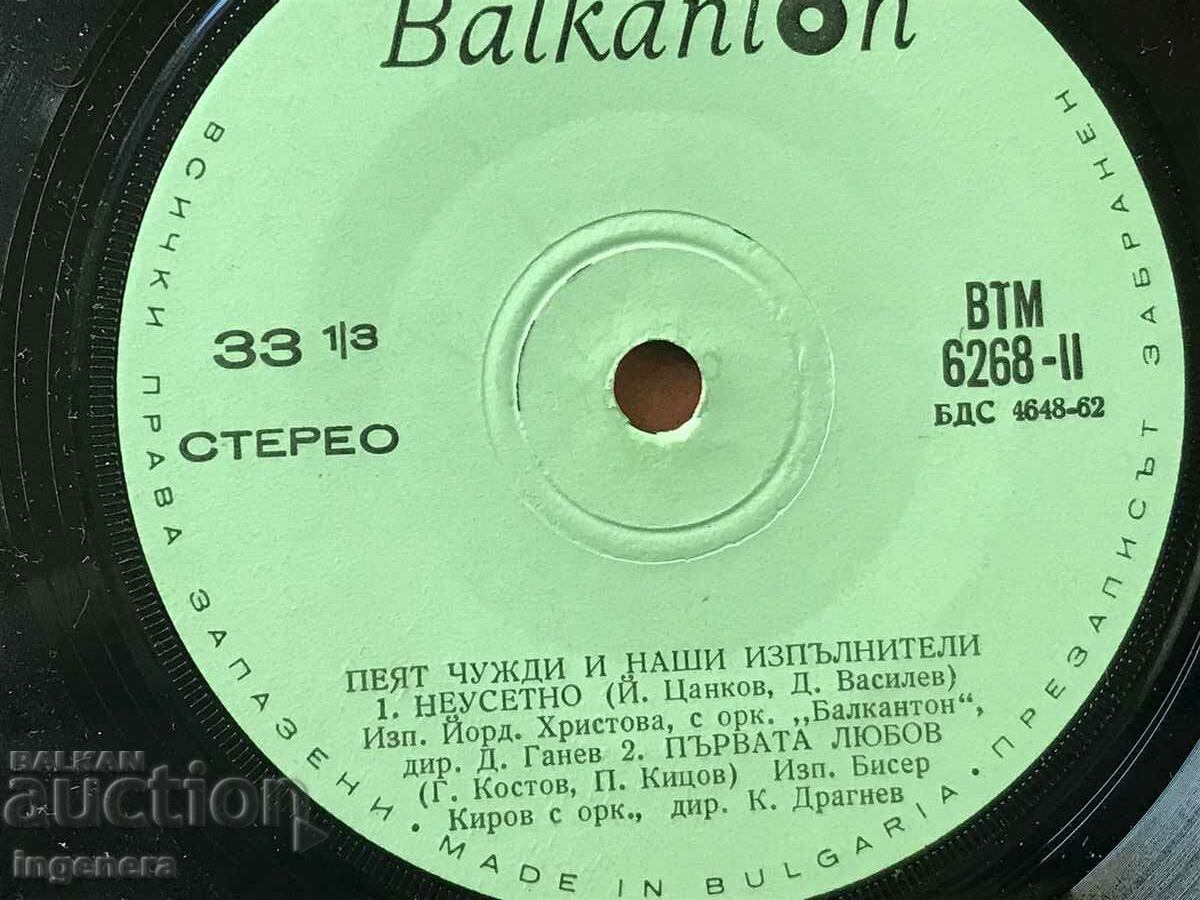 Balkanton
ВСИЧКИ ПРАВА ЗАПАЗЕНИ · MADE IN BULGARIA · ПРЕЗАПИСЪТ ЗАБРАНЕН
33 1/3
СТЕРЕО
ВТМ
6268-II
БДС 4648-62
ПЕЯТ ЧУЖДИ И НАШИ ИЗПЪЛНИТЕЛИ
1. НЕУСЕТНО (Й. Цанков, Д. Василев)
Изп. Йорд. Христова, с орк. „Балкантон“,
дир. Д. Ганев 2. ПЪРВАТА ЛЮБОВ
(Г. Костов, П. Кицов) Изп. Бисер
Киров с орк., дир. К. Драгнев
BALKAN
auction
ingenera